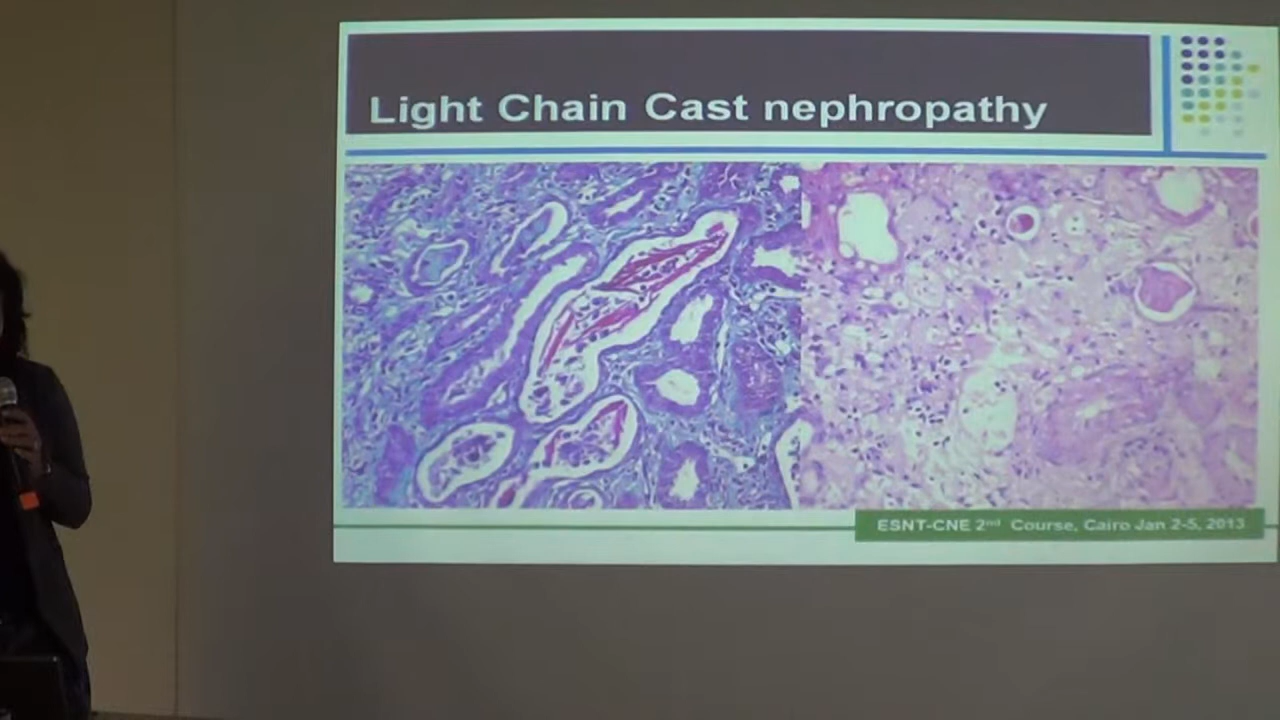 Light Chain Cast nephropathy
ESNT-CNE 2nd Course, Cairo Jan 2-5, 2013